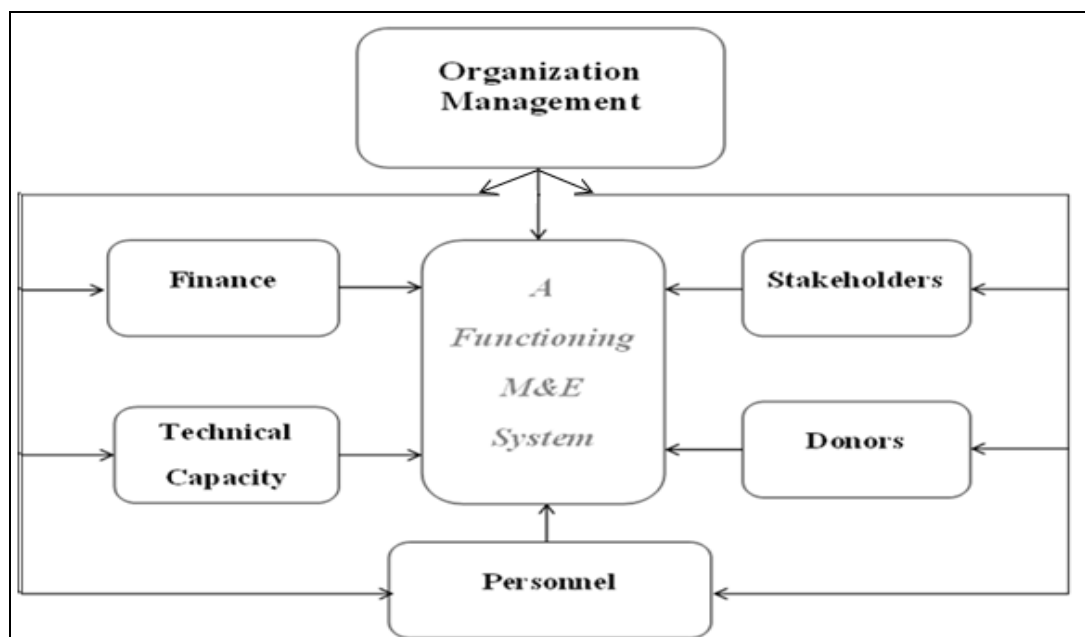 Organization
Management
Finance
A
Functioning
M&E
System
Stakeholders
Technical
Capacity
Donors
Personnel